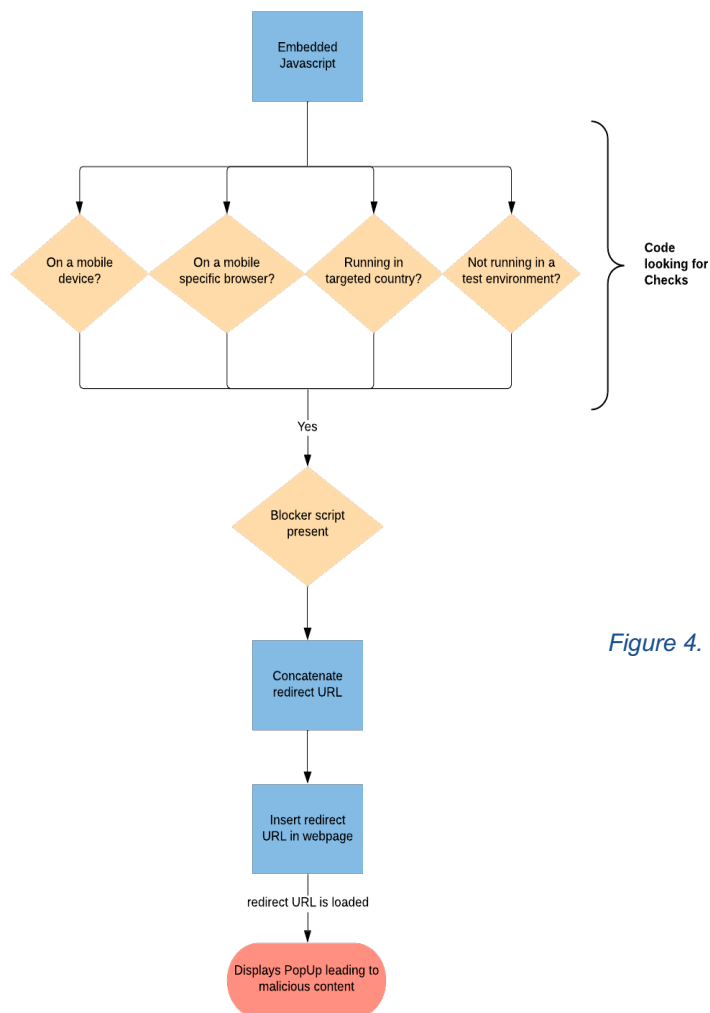 Embedded
Javascript
On a mobile
device?
On a mobile
specific browser?
Running in
targeted country?
Not running in a
test environment?
Code
looking for
Checks
Yes
Blocker script
present
Figure 4.
Concatenate
redirect URL
Insert redirect
URL in webpage
redirect URL is loaded
Displays PopUp leading to
malicious content